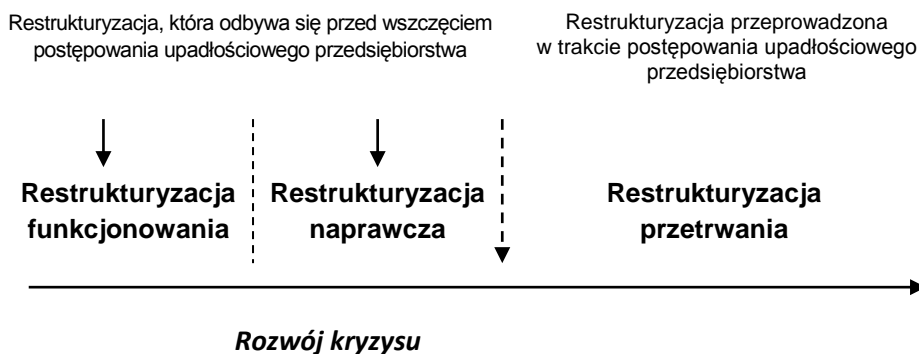 Restrukturyzacja, która odbywa się przed wszczęciem
postępowania upadłościowego przedsiębiorstwa
Restrukturyzacja przeprowadzona
w trakcie postępowania upadłościowego
przedsiębiorstwa
Restrukturyzacja
funkcjonowania
Restrukturyzacja
naprawcza
Restrukturyzacja
przetrwania
Rozwój kryzysu